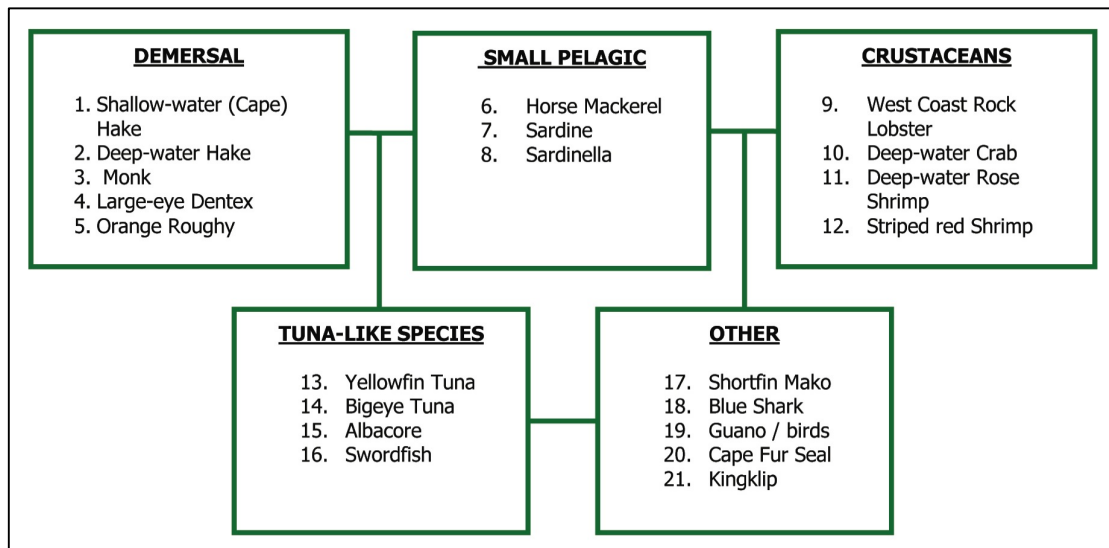 DEMERSAL
1. Shallow-water (Cape)
Hake
2. Deep-water Hake
3. Monk
4. Large-eye Dentex
5. Orange Roughy
SMALL PELAGIC
6. Horse Mackerel
7. Sardine
8. Sardinella
CRUSTACEANS
9. West Coast Rock
Lobster
10. Deep-water Crab
11. Deep-water Rose
Shrimp
12. Striped red Shrimp
TUNA-LIKE SPECIES
13. Yellowfin Tuna
14. Bigeye Tuna
15. Albacore
16. Swordfish
OTHER
17. Shortfin Mako
18. Blue Shark
19. Guano / birds
20. Cape Fur Seal
21. Kingklip